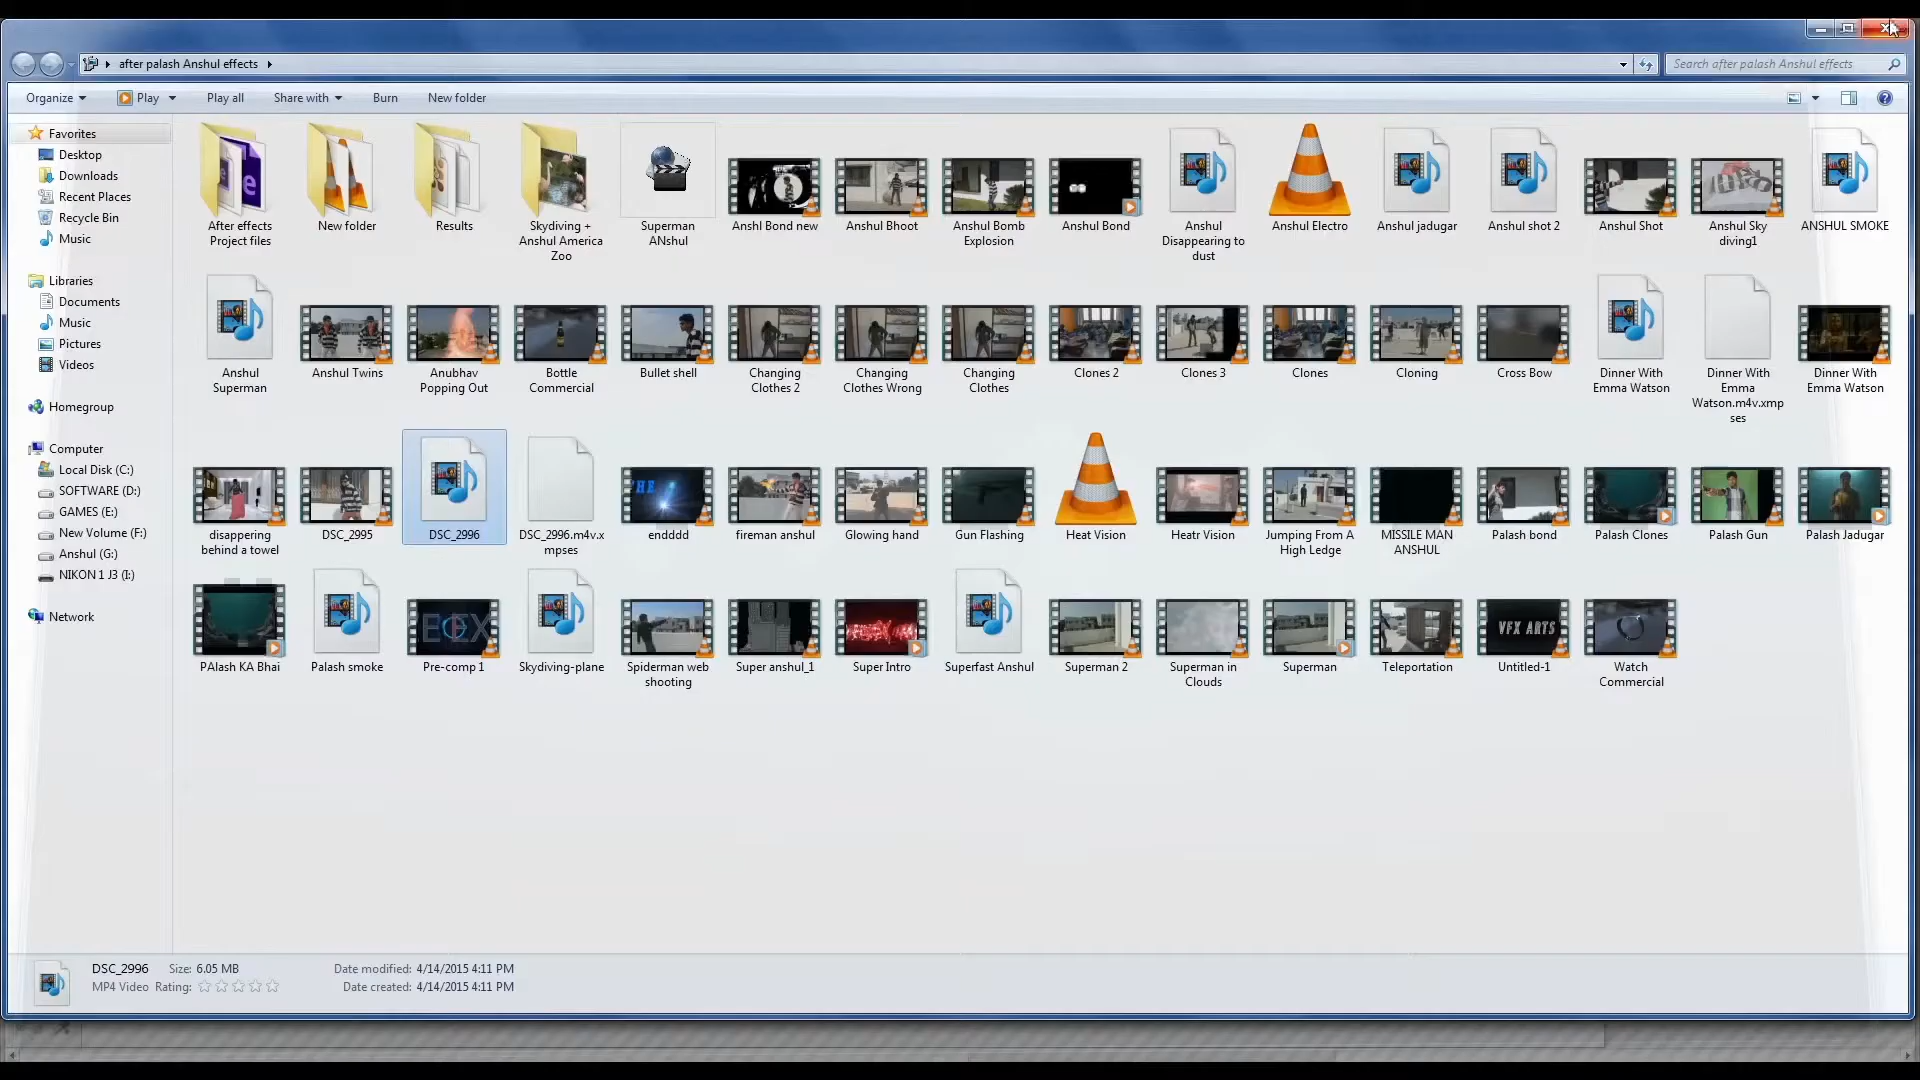 after palash Anshul effects
Search after palash Anshul effects
Organize Play Play all Share with Burn New folder
Favorites
Desktop
Downloads
Recent Places
Recycle Bin
Music
Libraries
Documents
Music
Pictures
Videos
Homegroup
Computer
Local Disk (C:)
SOFTWARE (D:)
GAMES (E:)
New Volume (F:)
Anshul (G:)
NIKON 1 J3 (I:)
Network
After effects
Project files
New folder
Results
Skydiving +
Anshul America
Zoo
Superman
ANshul
Anshl Bond new
Anshul Bhoot
Anshul Bomb
Explosion
Anshul Bond
Anshul
Disappearing to
dust
Anshul Electro
Anshul jadugar
Anshul shot 2
Anshul Shot
Anshul Sky
diving1
ANSHUL SMOKE
Anshul
Superman
Anshul Twins
Anubhav
Popping Out
Bottle
Commercial
Bullet shell
Changing
Clothes 2
Changing
Clothes Wrong
Changing
Clothes
Clones 2
Clones 3
Clones
Cloning
Cross Bow
Dinner With
Emma Watson
Dinner With
Emma
Watson.m4v.xmp
ses
Dinner With
Emma Watson
disappering
behind a towel
DSC_2995
DSC_2996
DSC_2996.m4v.x
mpses
THE
endddd
fireman anshul
Glowing hand
Gun Flashing
Heat Vision
Heatr Vision
Jumping From A
High Ledge
MISSILE MAN
ANSHUL
Palash bond
Palash Clones
Palash Gun
Palash Jadugar
PAlash KA Bhai
Palash smoke
Pre-comp 1
Skydiving-plane
Spiderman web
shooting
Super anshul_1
Super Intro
Superfast Anshul
Superman 2
Superman in
Clouds
Superman
Teleportation
VFX ARTS
Untitled-1
Watch
Commercial
DSC_2996 Size: 6.05 MB Date modified: 4/14/2015 4:11 PM
MP4 Video Rating: Date created: 4/14/2015 4:11 PM